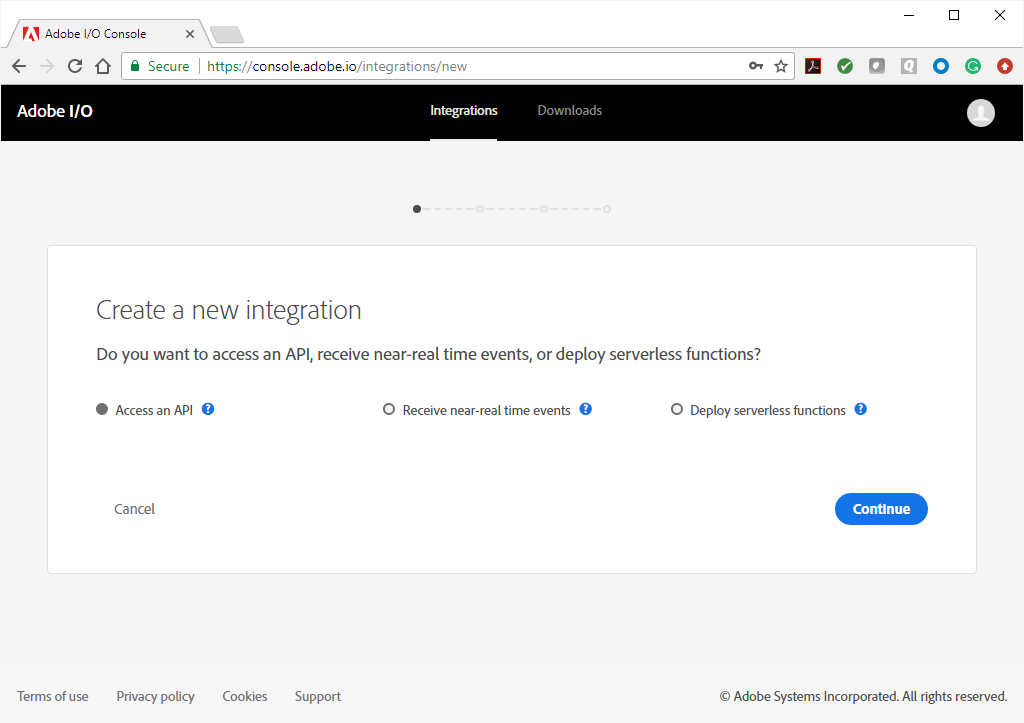 Adobe I/O Console
Secure
https://console.adobe.io/integrations/new
Adobe I/O
Integrations
Downloads
Create a new integration
Do you want to access an API, receive near-real time events, or deploy serverless functions?
Access an API ?
Receive near-real time events ?
Deploy serverless functions ?
Cancel
Continue
Terms of use
Privacy policy
Cookies
Support
© Adobe Systems Incorporated. All rights reserved.